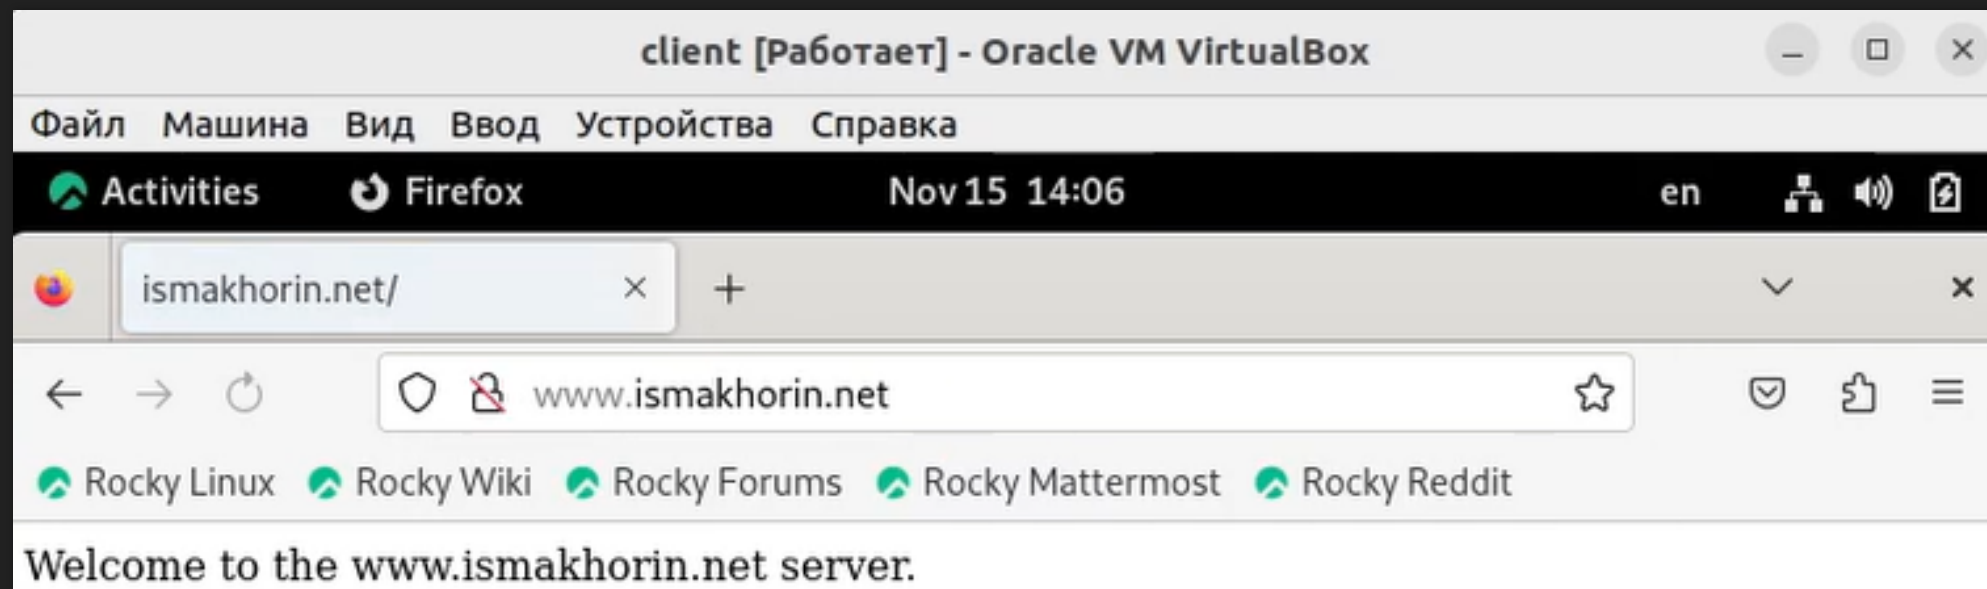 client [Работает] - Oracle VM VirtualBox
Файл Машина Вид Ввод Устройства Справка
Activities Firefox Nov 15 14:06 en
ismakhorin.net/
www.ismakhorin.net
Rocky Linux Rocky Wiki Rocky Forums Rocky Mattermost Rocky Reddit
Welcome to the www.ismakhorin.net server.